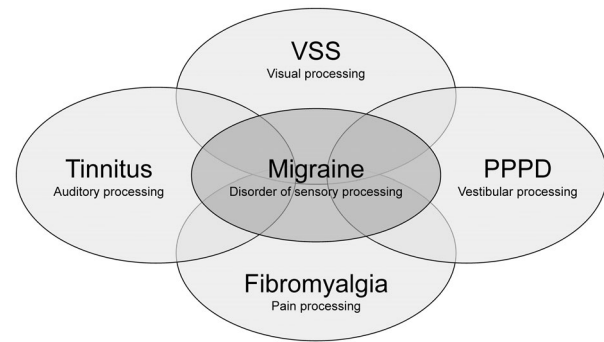 VSS
Visual processing
Tinnitus
Auditory processing
Migraine
Disorder of sensory processing
PPPD
Vestibular processing
Fibromyalgia
Pain processing